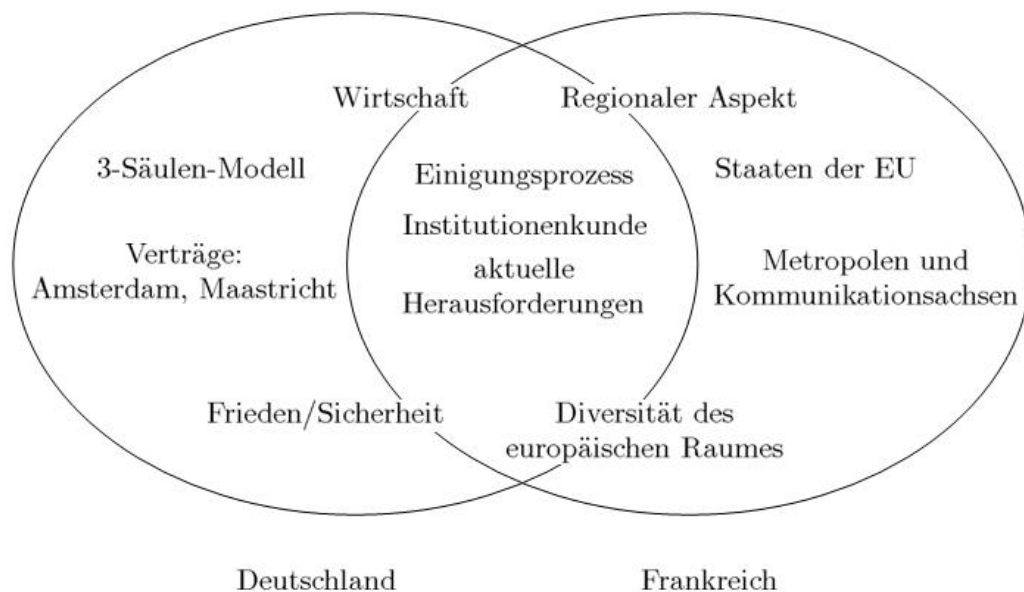 Wirtschaft
Regionaler Aspekt
3-Säulen-Modell
Einigungsprozess
Staaten der EU
Institutionenkunde
Verträge:
Amsterdam, Maastricht
aktuelle
Herausforderungen
Metropolen und
Kommunikationsachsen
Frieden/Sicherheit
Diversität des
europäischen Raumes
Deutschland
Frankreich